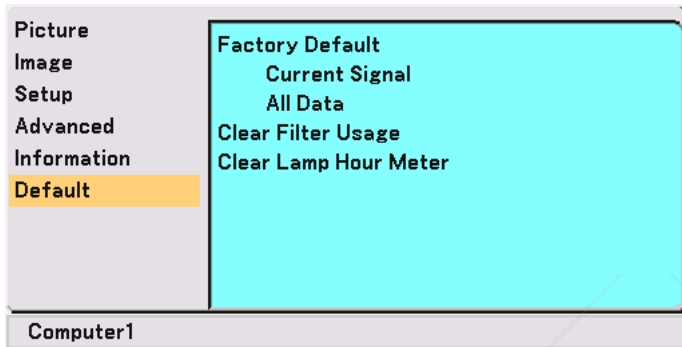 Picture
Image
Setup
Advanced
Information
Default
Factory Default
Current Signal
All Data
Clear Filter Usage
Clear Lamp Hour Meter
Computer1